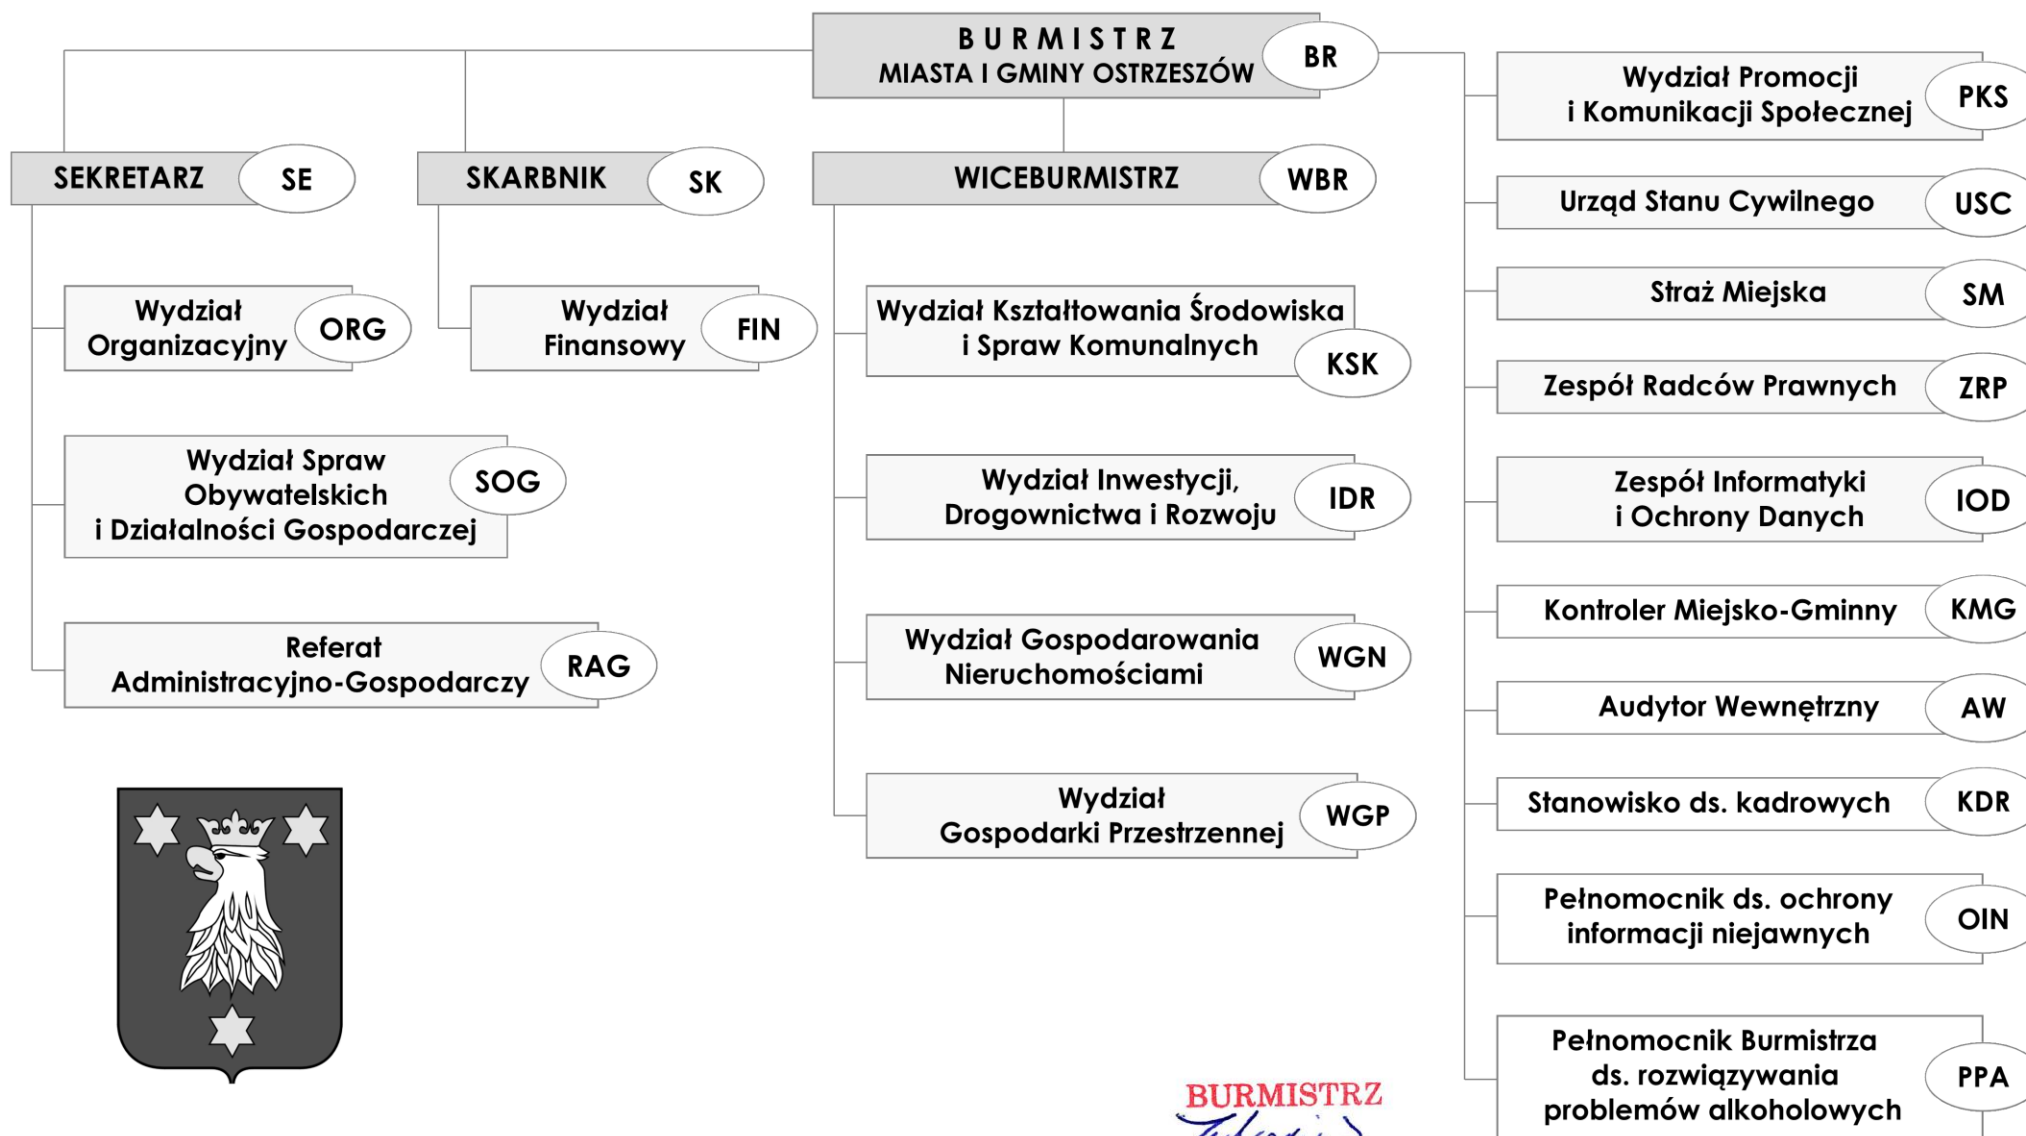 B U R M I S T R Z
MIASTA I GMINY OSTRZESZÓW
BR
SEKRETARZ
SE
SKARBNIK
SK
WICEBURMISTRZ
WBR
Wydział
Organizacyjny
ORG
Wydział Spraw
Obywatelskich
i Działalności Gospodarczej
SOG
Referat
Administracyjno-Gospodarczy
RAG
Wydział
Finansowy
FIN
Wydział Kształtowania Środowiska
i Spraw Komunalnych
KSK
Wydział Inwestycji,
Drogownictwa i Rozwoju
IDR
Wydział Gospodarowania
Nieruchomościami
WGN
Wydział
Gospodarki Przestrzennej
WGP
Wydział Promocji
i Komunikacji Społecznej
PKS
Urząd Stanu Cywilnego
USC
Straż Miejska
SM
Zespół Radców Prawnych
ZRP
Zespół Informatyki
i Ochrony Danych
IOD
Kontroler Miejsko-Gminny
KMG
Audytor Wewnętrzny
AW
Stanowisko ds. kadrowych
KDR
Pełnomocnik ds. ochrony
informacji niejawnych
OIN
Pełnomocnik Burmistrza
ds. rozwiązywania
problemów alkoholowych
PPA
BURMISTRZ